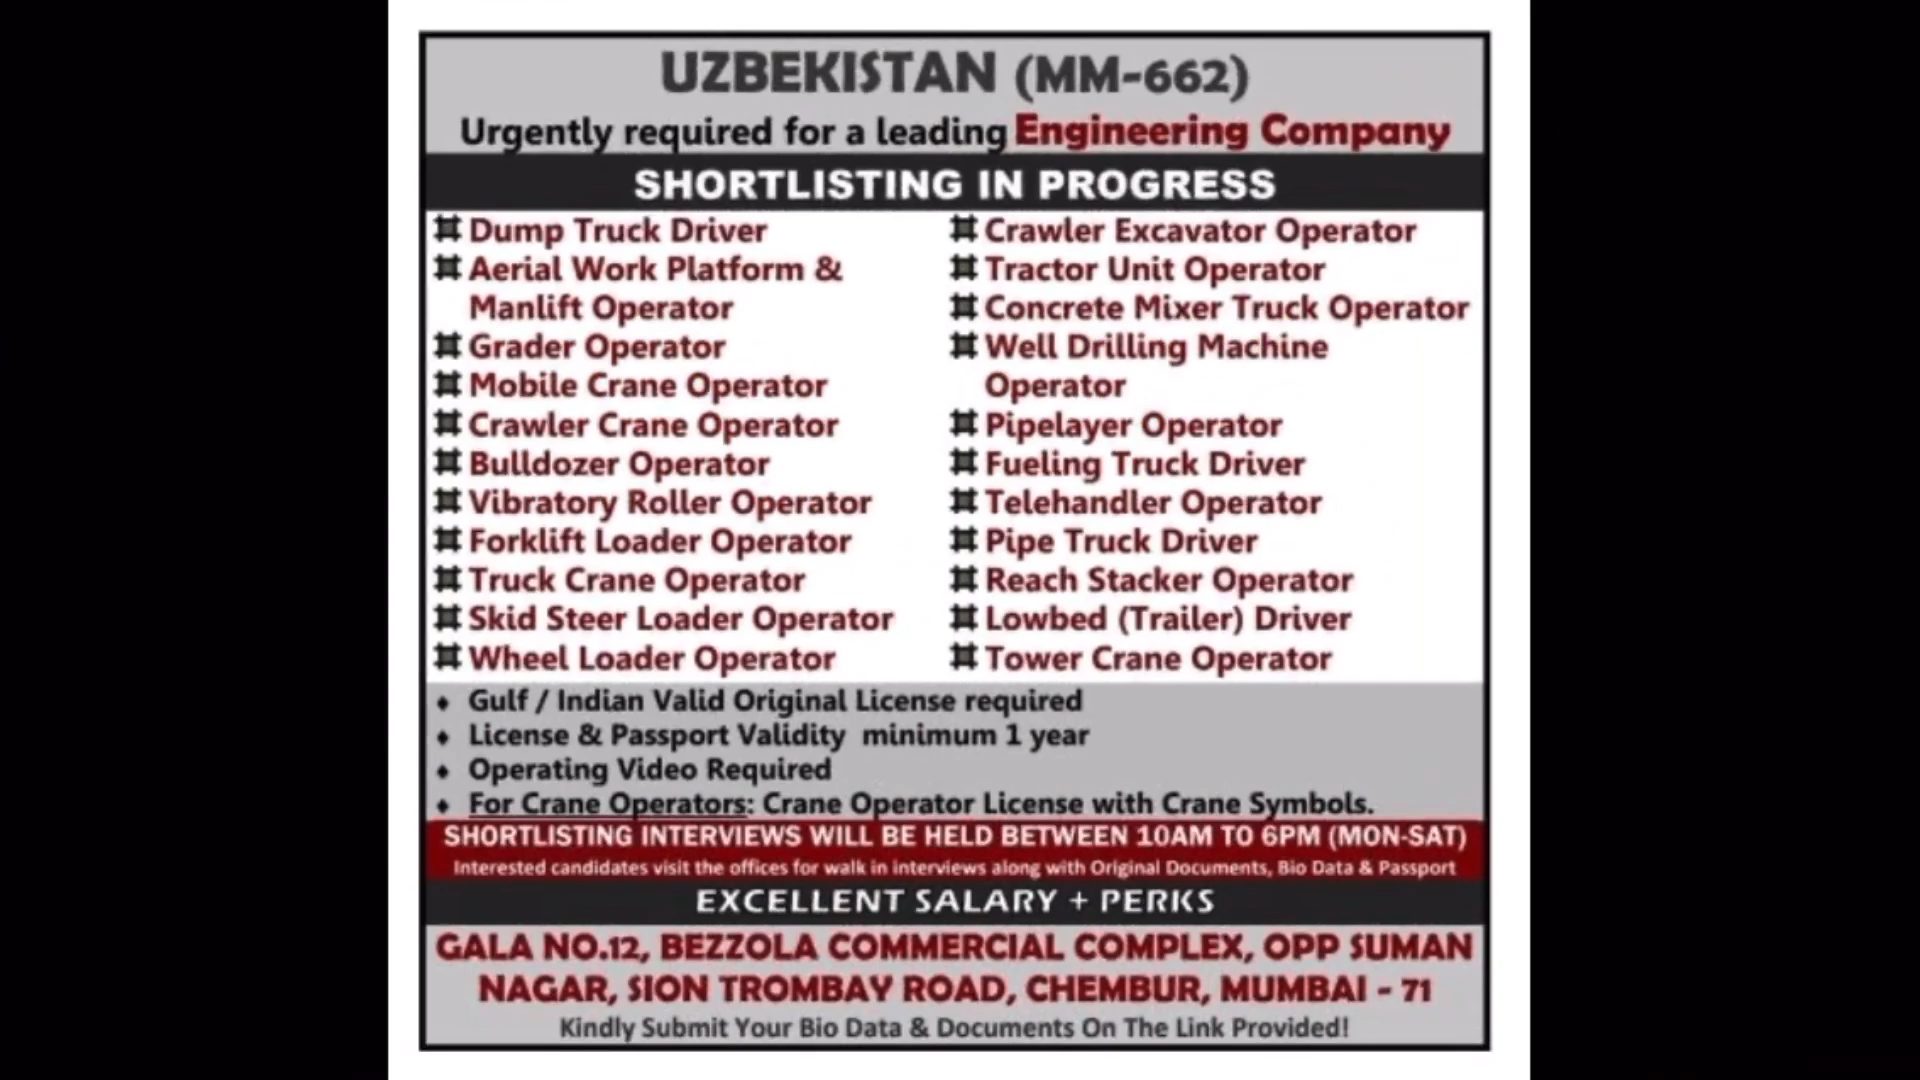 UZBEKISTAN (MM-662)
Urgently required for a leading Engineering Company
SHORTLISTING IN PROGRESS
Dump Truck Driver
Aerial Work Platform &
Manlift Operator
Grader Operator
Mobile Crane Operator
Crawler Crane Operator
Bulldozer Operator
Vibratory Roller Operator
Forklift Loader Operator
Truck Crane Operator
Skid Steer Loader Operator
Wheel Loader Operator
Crawler Excavator Operator
Tractor Unit Operator
Concrete Mixer Truck Operator
Well Drilling Machine
Operator
Pipelayer Operator
Fueling Truck Driver
Telehandler Operator
Pipe Truck Driver
Reach Stacker Operator
Lowbed (Trailer) Driver
Tower Crane Operator
Gulf / Indian Valid Original License required
License & Passport Validity minimum 1 year
Operating Video Required
For Crane Operators: Crane Operator License with Crane Symbols.
SHORTLISTING INTERVIEWS WILL BE HELD BETWEEN 10AM TO 6PM (MON-SAT)
Interested candidates visit the offices for walk in interviews along with Original Documents, Bio Data & Passport
EXCELLENT SALARY + PERKS
GALA NO.12, BEZZOLA COMMERCIAL COMPLEX, OPP SUMAN
NAGAR, SION TROMBAY ROAD, CHEMBUR, MUMBAI - 71
Kindly Submit Your Bio Data & Documents On The Link Provided!